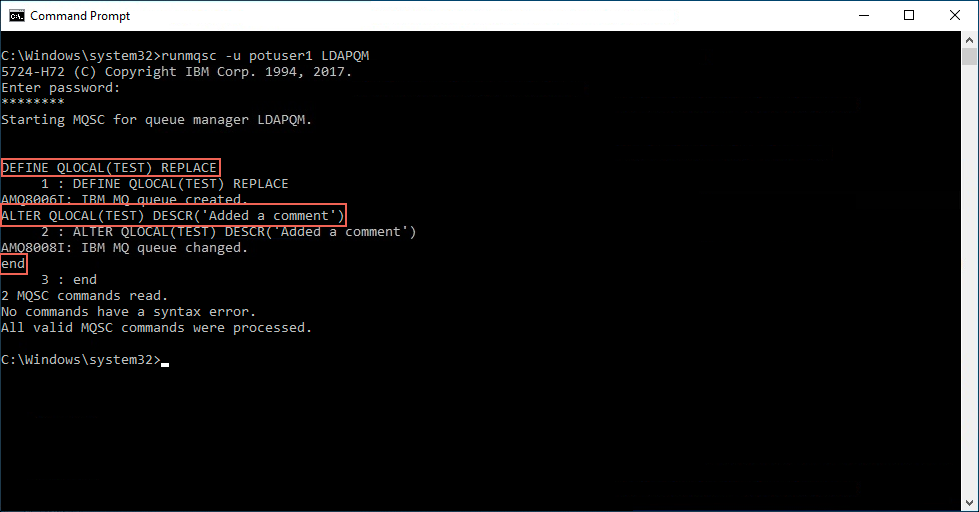 Command Prompt
C:\Windows\system32>runmqsc -u potuser1 LDAPQM
5724-H72 (C) Copyright IBM Corp. 1994, 2017.
Enter password:
********
Starting MQSC for queue manager LDAPQM.
DEFINE QLOCAL(TEST) REPLACE
1 : DEFINE QLOCAL(TEST) REPLACE
AMQ8006I: IBM MQ queue created.
ALTER QLOCAL(TEST) DESCR('Added a comment')
2 : ALTER QLOCAL(TEST) DESCR('Added a comment')
AMQ8008I: IBM MQ queue changed.
end
3 : end
2 MQSC commands read.
No commands have a syntax error.
All valid MQSC commands were processed.
C:\Windows\system32>